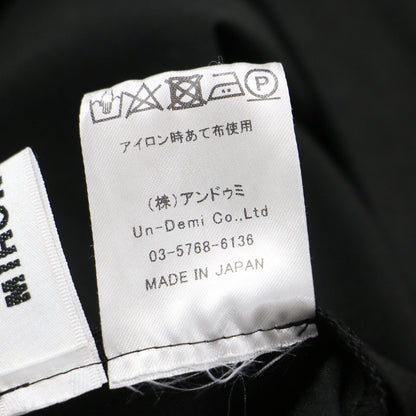 P
アイロン時あて布使用
(株)アンドゥミ
Un-Demi Co.,Ltd
03-5768-6136
MADE IN JAPAN